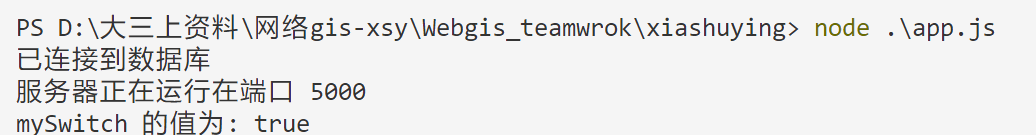 PS D:\大三上资料\网络gis-xsy\Webgis_teamwrok\xiashuying> node .\app.js
已连接到数据库
服务器正在运行在端口 5000
mySwitch 的值为: true